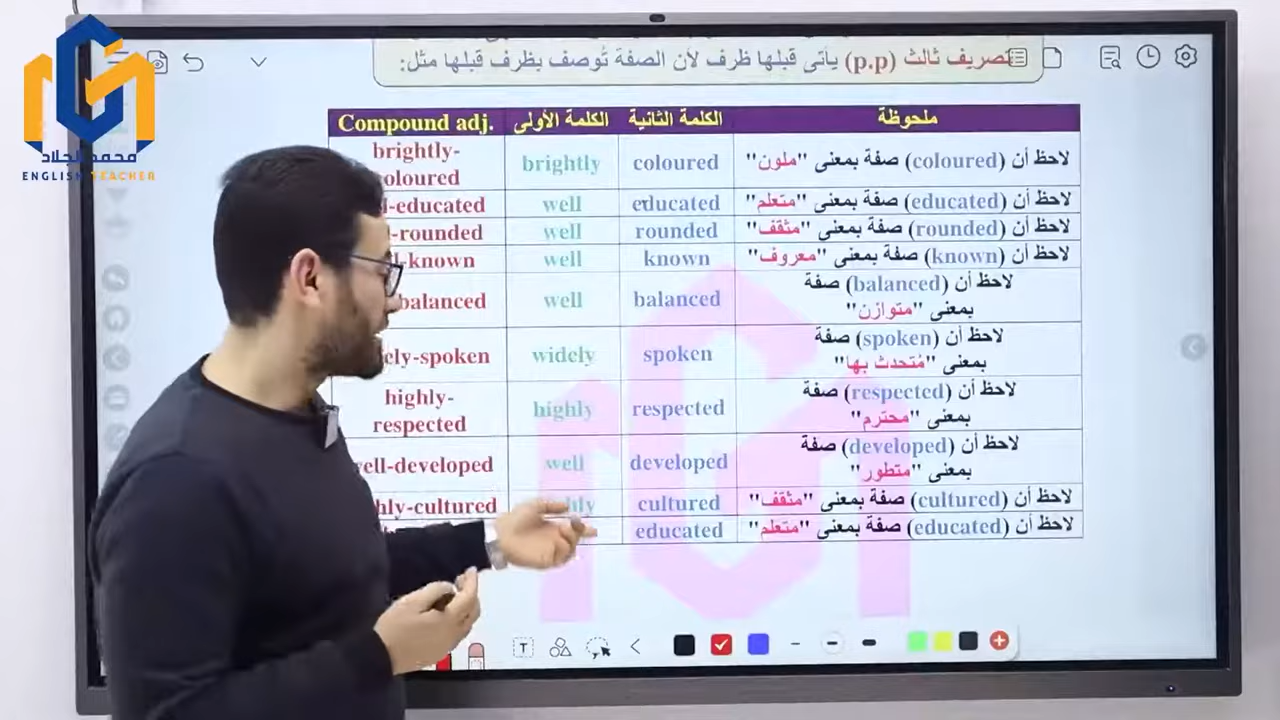 محمد الجلاد
ENGLISH TEACHER
تصريف ثالث (p.p) يأتى قبلها ظرف لأن الصفة تُوصف بظرف قبلها مثل:
Compound adj. الكلمة الأولى الكلمة الثانية ملحوظة
brightly-
coloured brightly coloured لاحظ أن (coloured) صفة بمعنى "ملون"
-educated well educated لاحظ أن (educated) صفة بمعنى "متعلم"
-rounded well rounded لاحظ أن (rounded) صفة بمعنى "مثقف"
-known well known لاحظ أن (known) صفة بمعنى "معروف"
balanced well balanced لاحظ أن (balanced) صفة
بمعنى "متوازن"
ely-spoken widely spoken لاحظ أن (spoken) صفة
بمعنى "مُتحدث بها"
highly-
respected highly respected لاحظ أن (respected) صفة
بمعنى "محترم"
well-developed well developed لاحظ أن (developed) صفة
بمعنى "متطور"
hly-cultured hly cultured لاحظ أن (cultured) صفة بمعنى "مثقف"
educated لاحظ أن (educated) صفة بمعنى "متعلم"
T